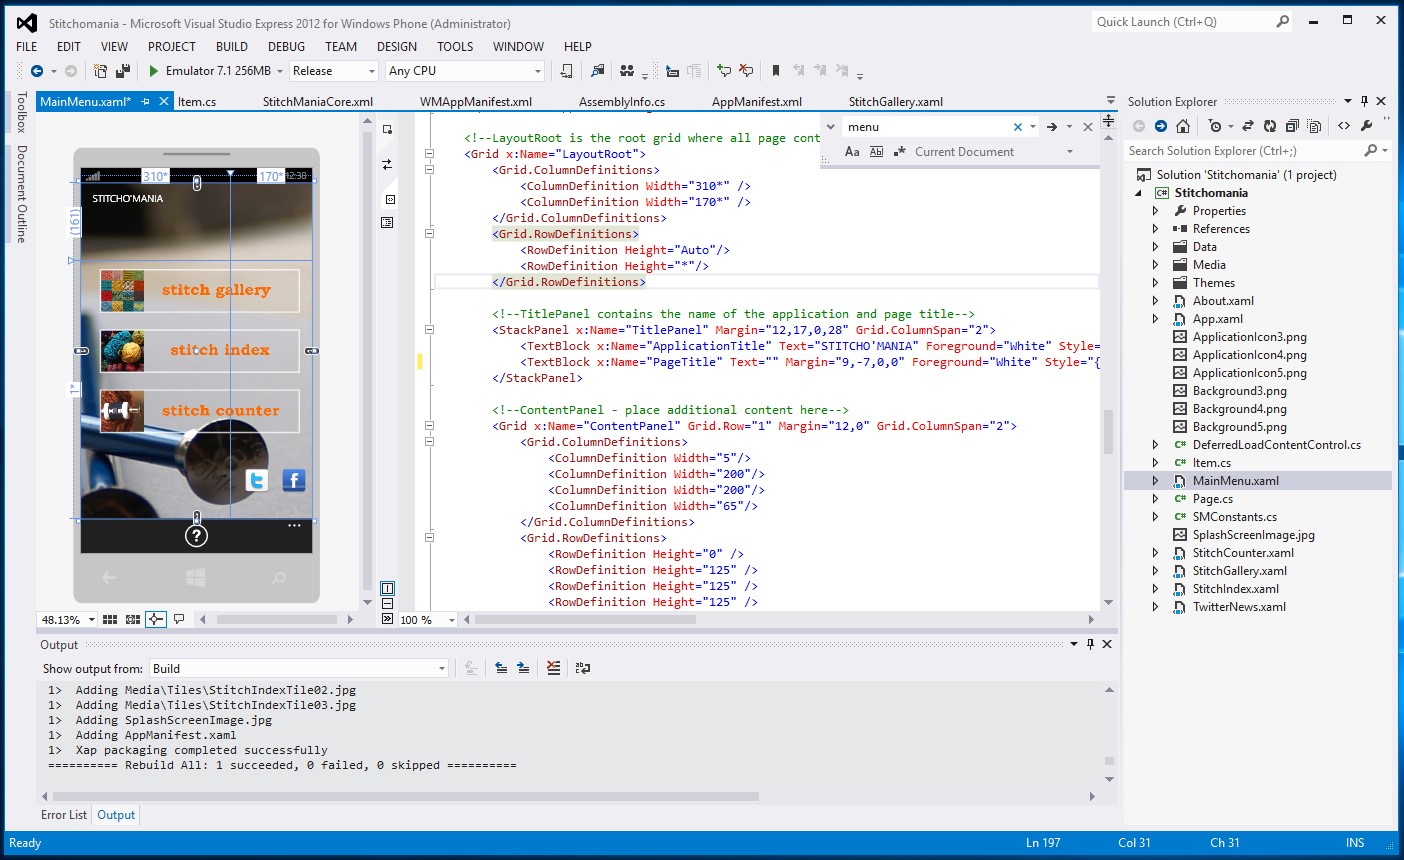 Stitchomania - Microsoft Visual Studio Express 2012 for Windows Phone (Administrator)
Quick Launch (Ctrl+Q)
FILE EDIT VIEW PROJECT BUILD DEBUG TEAM DESIGN TOOLS WINDOW HELP
Emulator 7.1 256MB Release Any CPU
Toolbox
Document Outline
MainMenu.xaml* Item.cs StitchManiaCore.xml WMAppManifest.xml AssemblyInfo.cs AppManifest.xml StitchGallery.xaml
310* 170* 12:38
STITCHO'MANIA
(161)
stitch gallery
stitch index
1*
stitch counter
?
48.13%
menu
Aa Ab Current Document
<!--LayoutRoot is the root grid where all page cont
<Grid x:Name="LayoutRoot">
<Grid.ColumnDefinitions>
<ColumnDefinition Width="310*" />
<ColumnDefinition Width="170*" />
</Grid.ColumnDefinitions>
<Grid.RowDefinitions>
<RowDefinition Height="Auto"/>
<RowDefinition Height="*"/>
</Grid.RowDefinitions>
<!--TitlePanel contains the name of the application and page title-->
<StackPanel x:Name="TitlePanel" Margin="12,17,0,28" Grid.ColumnSpan="2">
<TextBlock x:Name="ApplicationTitle" Text="STITCHO'MANIA" Foreground="White" Style=
<TextBlock x:Name="PageTitle" Text="" Margin="9,-7,0,0" Foreground="White" Style="{
</StackPanel>
<!--ContentPanel - place additional content here-->
<Grid x:Name="ContentPanel" Grid.Row="1" Margin="12,0" Grid.ColumnSpan="2">
<Grid.ColumnDefinitions>
<ColumnDefinition Width="5"/>
<ColumnDefinition Width="200"/>
<ColumnDefinition Width="200"/>
<ColumnDefinition Width="65"/>
</Grid.ColumnDefinitions>
<Grid.RowDefinitions>
<RowDefinition Height="0" />
<RowDefinition Height="125" />
<RowDefinition Height="125" />
<RowDefinition Height="125" />
100 %
Solution Explorer
Search Solution Explorer (Ctrl+;)
Solution 'Stitchomania' (1 project)
C# Stitchomania
Properties
References
Data
Media
Themes
About.xaml
App.xaml
ApplicationIcon3.png
ApplicationIcon4.png
ApplicationIcon5.png
Background3.png
Background4.png
Background5.png
C# DeferredLoadContentControl.cs
C# Item.cs
MainMenu.xaml
C# Page.cs
C# SMConstants.cs
SplashScreenImage.jpg
StitchCounter.xaml
StitchGallery.xaml
StitchIndex.xaml
TwitterNews.xaml
Output
Show output from: Build
1> Adding Media\Tiles\StitchIndexTile02.jpg
1> Adding Media\Tiles\StitchIndexTile03.jpg
1> Adding SplashScreenImage.jpg
1> Adding AppManifest.xaml
1> Xap packaging completed successfully
========== Rebuild All: 1 succeeded, 0 failed, 0 skipped ==========
Error List Output
Ready Ln 197 Col 31 Ch 31 INS